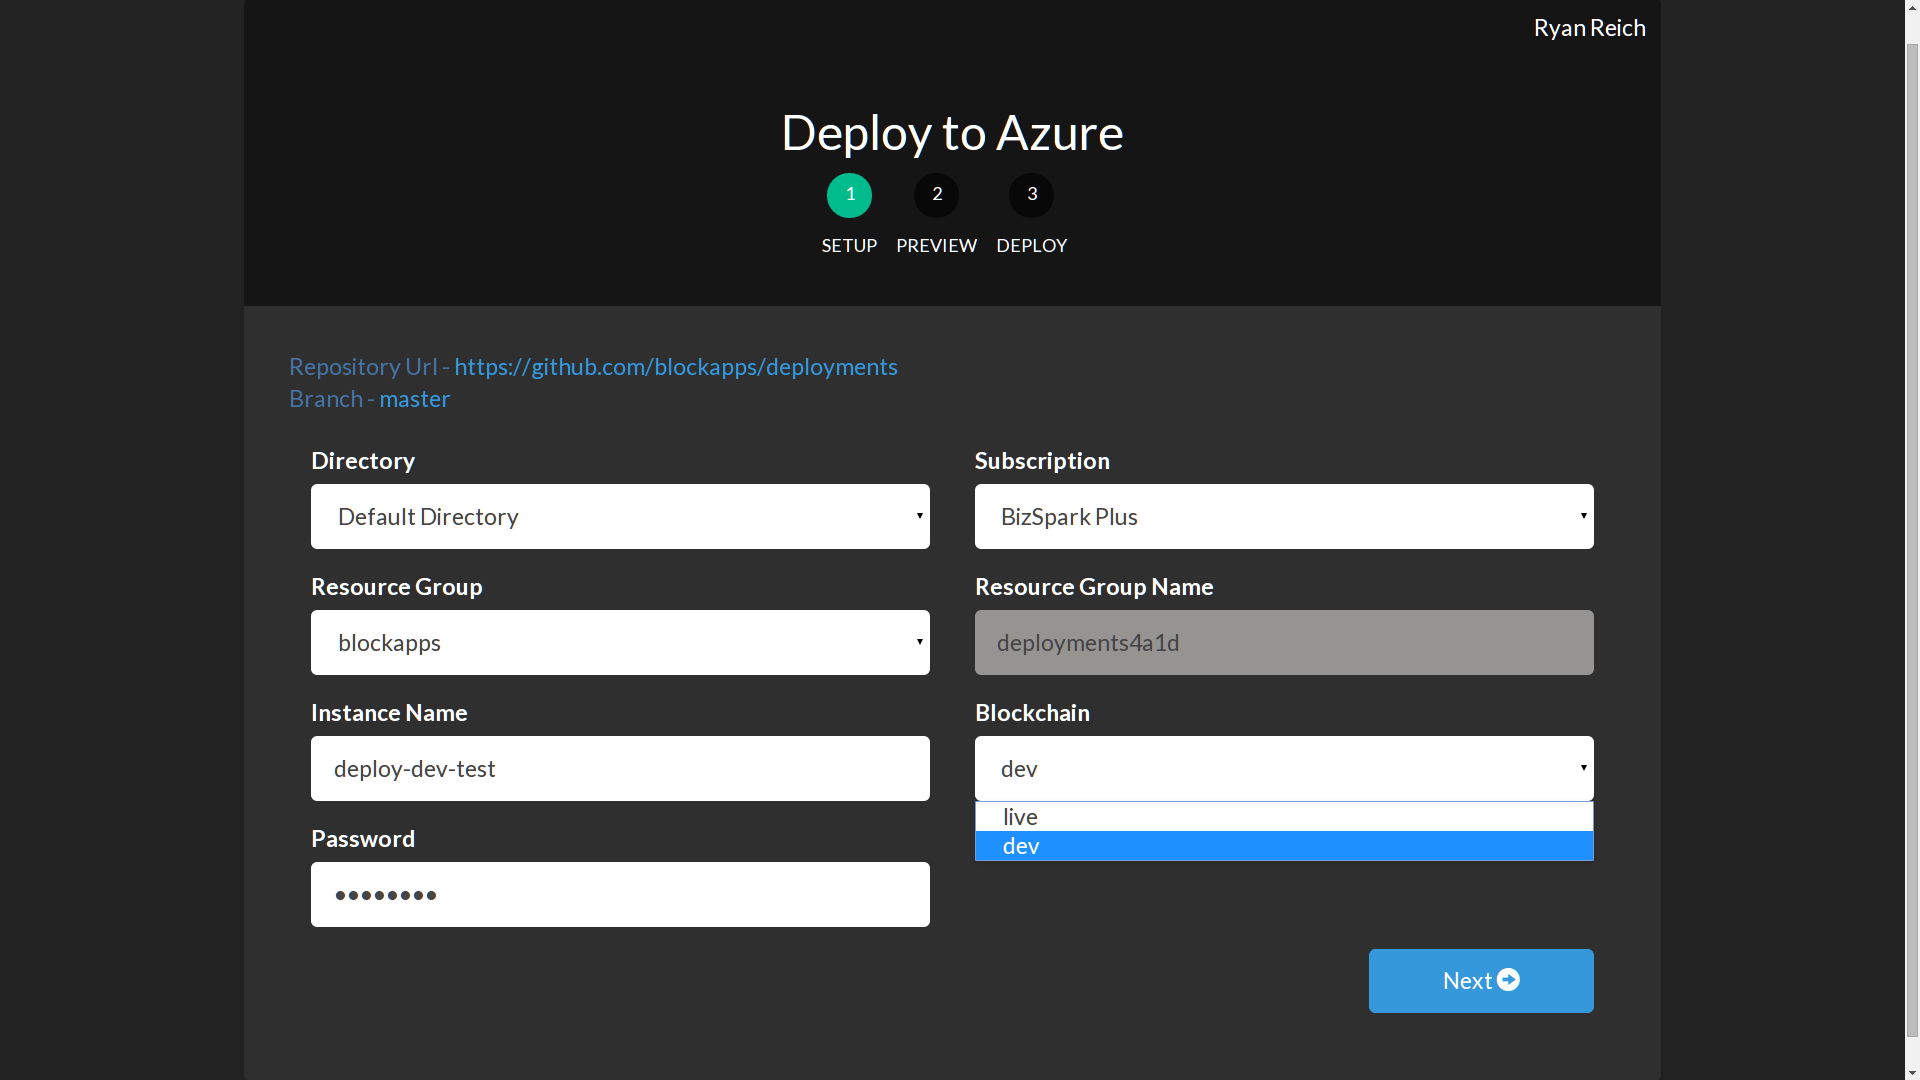 Ryan Reich
Deploy to Azure
1 2 3
SETUP PREVIEW DEPLOY
Repository Url - https://github.com/blockapps/deployments
Branch - master
Directory
Default Directory
Subscription
BizSpark Plus
Resource Group
blockapps
Resource Group Name
deployments4a1d
Instance Name
deploy-dev-test
Blockchain
dev
live
dev
Password
••••••••
Next